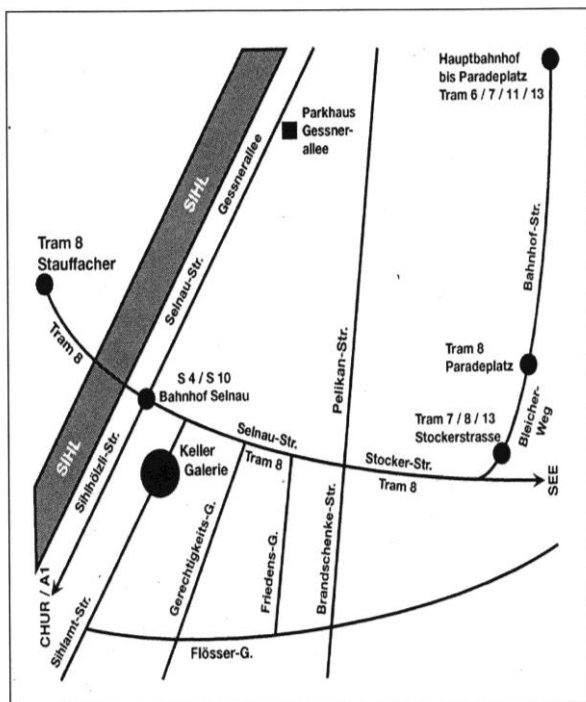 Hauptbahnhof
bis Paradeplatz
Tram 6 / 7 / 11 / 13
Parkhaus
Gessner-
allee
SIHL
Gessnerallee
Tram 8
Stauffacher
Selnau-Str.
Bahnhof-Str.
Tram 8
Pelikan-Str.
Tram 8
Paradeplatz
S 4 / S 10
Bahnhof Selnau
Bleicher-
Weg
Tram 7 / 8 / 13
Stockerstrasse
Selnau-Str.
Tram 8
Stocker-Str.
Tram 8
SEE
SIHL
Sihlhölzli-Str.
Keller
Galerie
Gerechtigkeits-G.
Friedens-G.
Brandschenke-Str.
CHUR / A1
Sihlamt-Str.
Flösser-G.